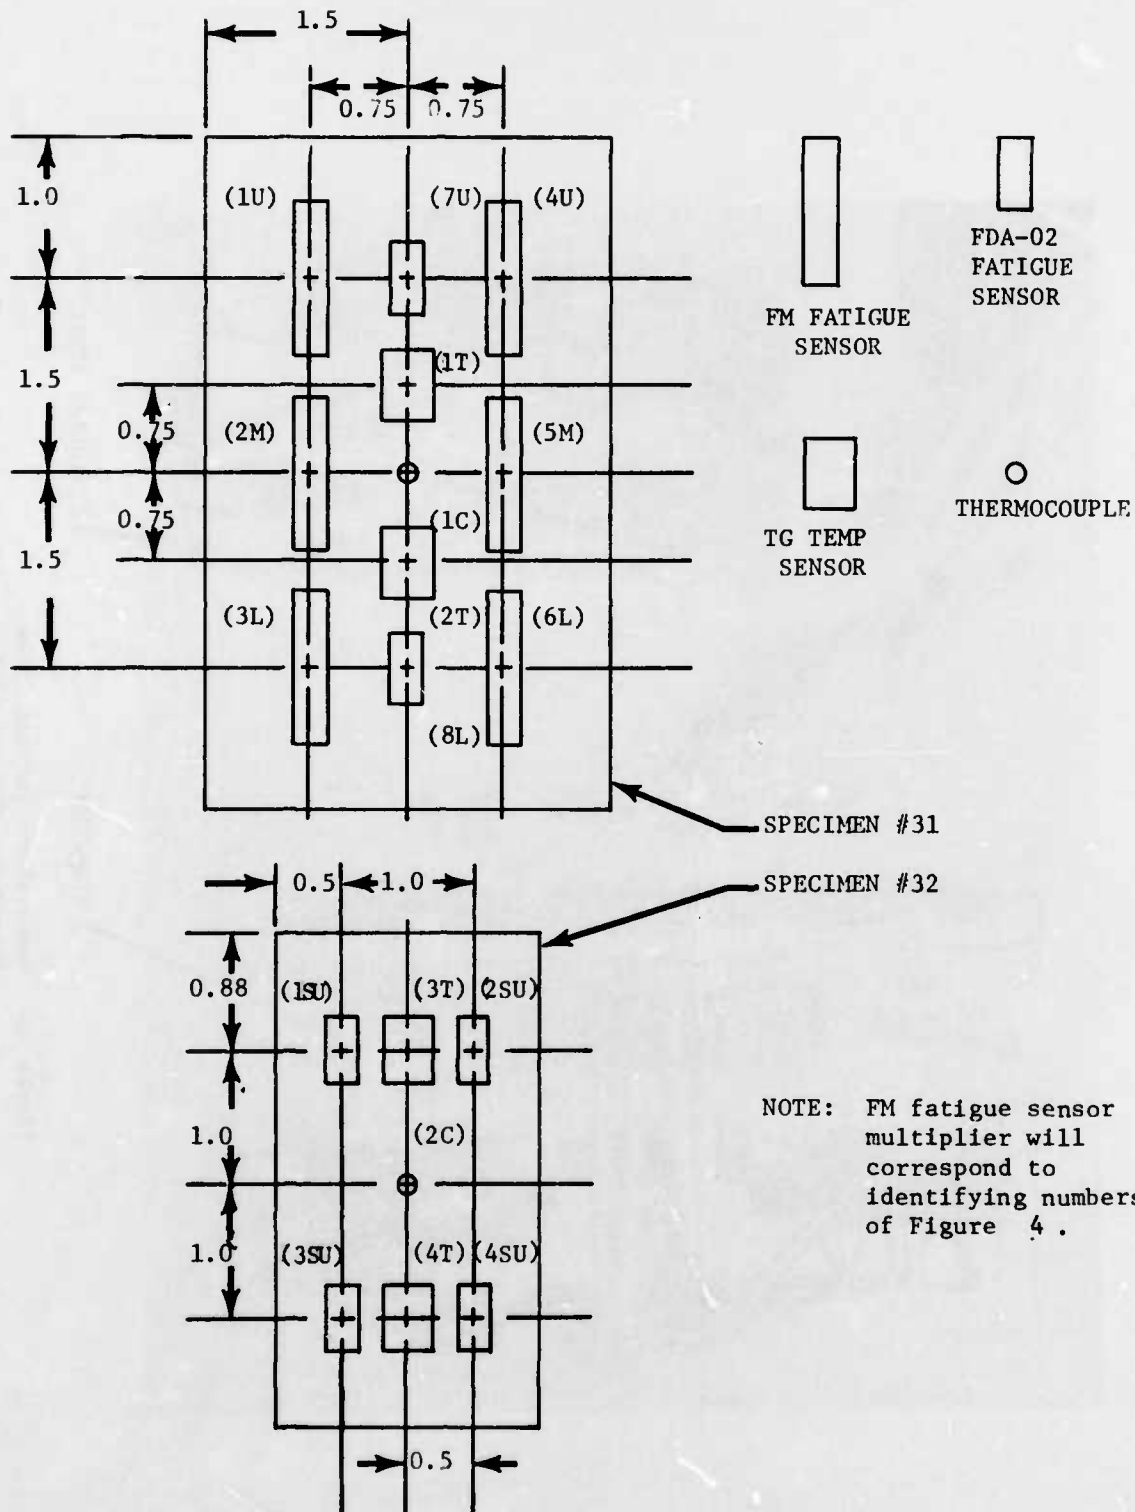 1.5
0.75 0.75
1.0
(1U) (7U) (4U)
FM FATIGUE
SENSOR
FDA-02
FATIGUE
SENSOR
1.5
(1T)
0.75
(2M) (5M)
0.75
(1C)
1.5
TG TEMP
SENSOR
THERMOCOUPLE
(3L) (2T) (6L)
(8L)
SPECIMEN #31
0.5 1.0
SPECIMEN #32
0.88
(1SU) (3T) (2SU)
1.0
(2C)
1.0
(3SU) (4T) (4SU)
NOTE: FM fatigue sensor
multiplier will
correspond to
identifying numbers
of Figure 4 .
0.5